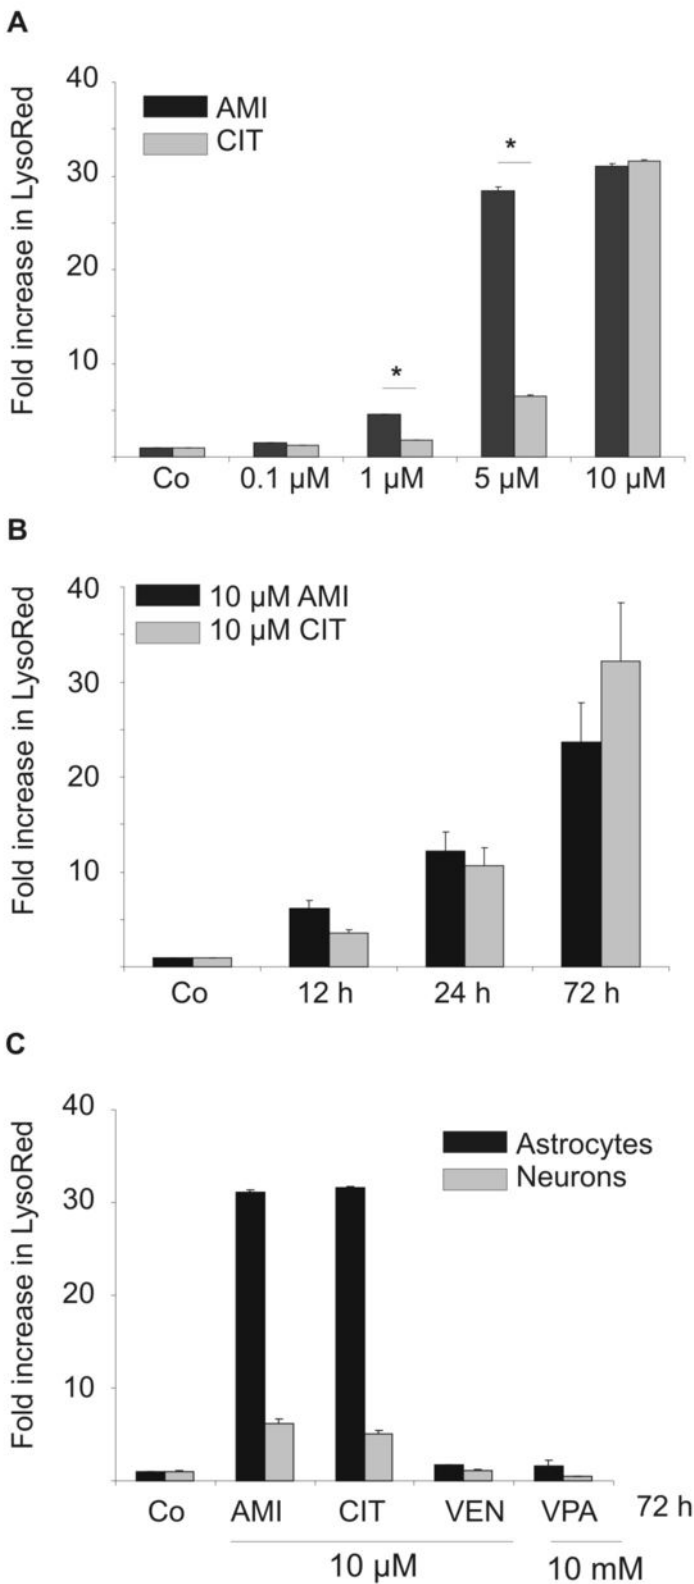 A
Fold increase in LysoRed
40
30
20
10
AMI
CIT
*
*
Co 0.1 µM 1 µM 5 µM 10 µM
B
Fold increase in LysoRed
40
30
20
10
10 µM AMI
10 µM CIT
Co 12 h 24 h 72 h
C
Fold increase in LysoRed
40
30
20
10
Astrocytes
Neurons
Co AMI CIT VEN VPA 72 h
10 µM 10 mM